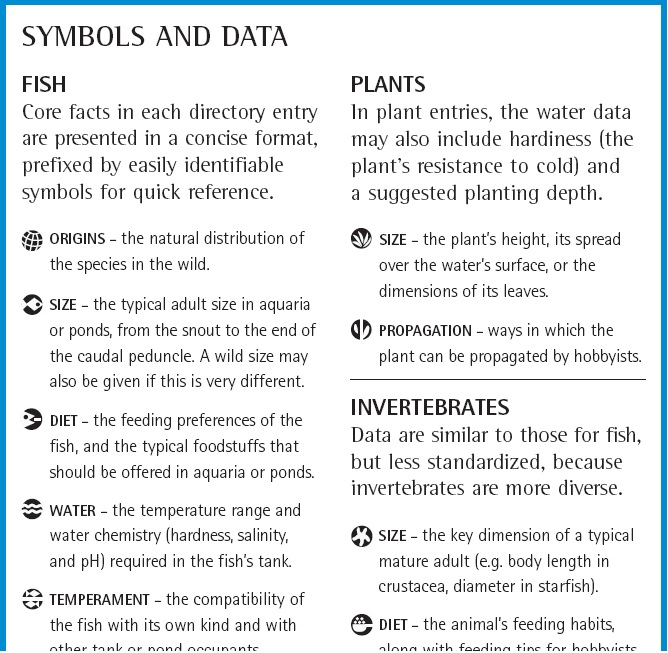 SYMBOLS AND DATA
FISH
Core facts in each directory entry
are presented in a concise format,
prefixed by easily identifiable
symbols for quick reference.
ORIGINS – the natural distribution of
the species in the wild.
SIZE – the typical adult size in aquaria
or ponds, from the snout to the end of
the caudal peduncle. A wild size may
also be given if this is very different.
DIET – the feeding preferences of the
fish, and the typical foodstuffs that
should be offered in aquaria or ponds.
WATER – the temperature range and
water chemistry (hardness, salinity,
and pH) required in the fish's tank.
TEMPERAMENT – the compatibility of
the fish with its own kind and with
other tank or pond occupants
PLANTS
In plant entries, the water data
may also include hardiness (the
plant's resistance to cold) and
a suggested planting depth.
SIZE – the plant's height, its spread
over the water's surface, or the
dimensions of its leaves.
PROPAGATION – ways in which the
plant can be propagated by hobbyists.
INVERTEBRATES
Data are similar to those for fish,
but less standardized, because
invertebrates are more diverse.
SIZE – the key dimension of a typical
mature adult (e.g. body length in
crustacea, diameter in starfish).
DIET – the animal's feeding habits,
along with feeding tips for hobbyists